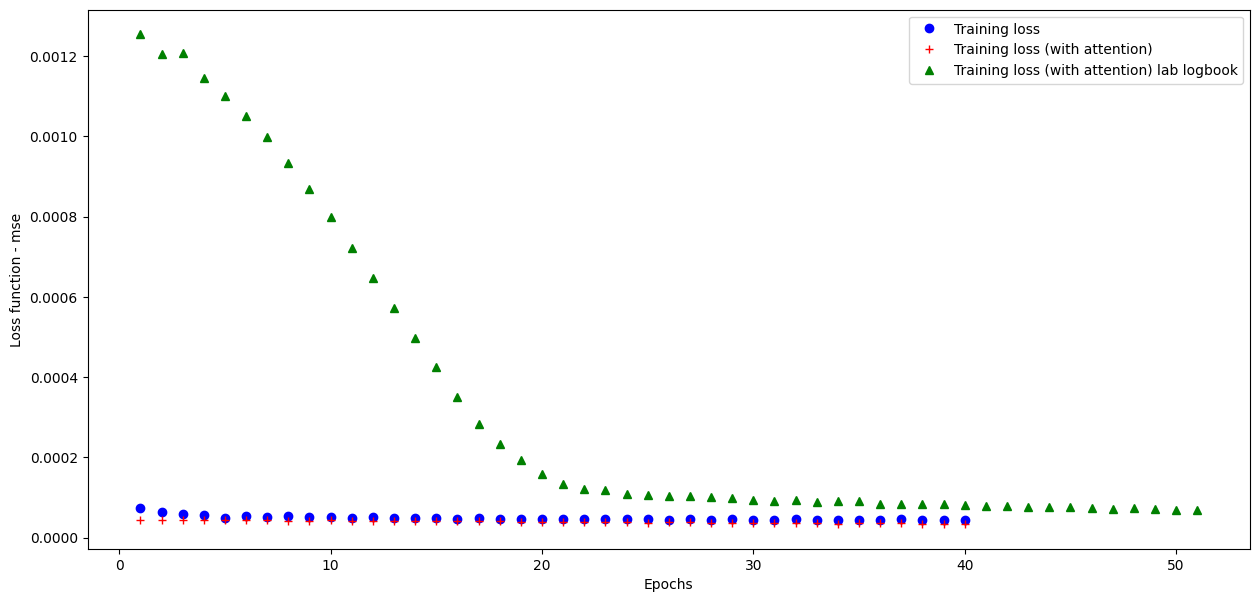 Training loss
Training loss (with attention)
Training loss (with attention) lab logbook
0.0012
0.0010
0.0008
0.0006
0.0004
0.0002
0.0000
Loss function - mse
0 10 20 30 40 50
Epochs